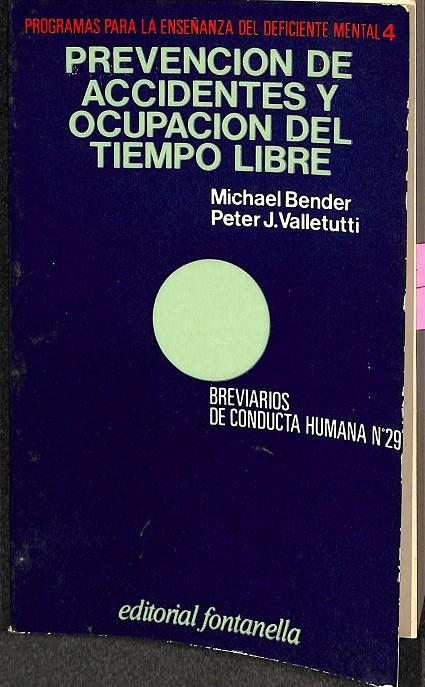 PROGRAMAS PARA LA ENSEÑANZA DEL DEFICIENTE MENTAL 4
PREVENCION DE
ACCIDENTES Y
OCUPACION DEL
TIEMPO LIBRE
Michael Bender
Peter J. Valletutti
BREVIARIOS
DE CONDUCTA HUMANA N.° 29
editorial fontanella